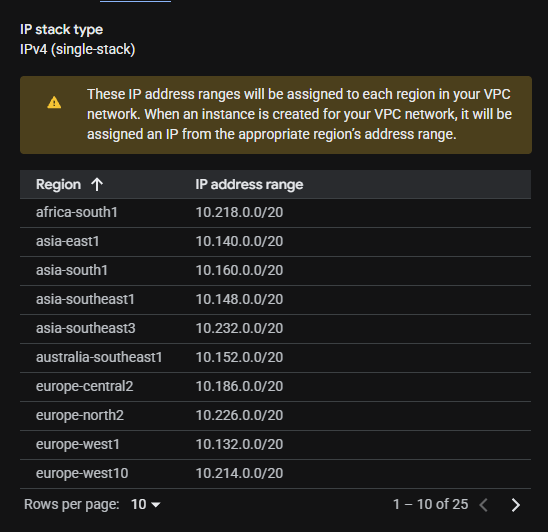 IP stack type
IPv4 (single-stack)
These IP address ranges will be assigned to each region in your VPC
network. When an instance is created for your VPC network, it will be
assigned an IP from the appropriate region's address range.
Region IP address range
africa-south1 10.218.0.0/20
asia-east1 10.140.0.0/20
asia-south1 10.160.0.0/20
asia-southeast1 10.148.0.0/20
asia-southeast3 10.232.0.0/20
australia-southeast1 10.152.0.0/20
europe-central2 10.186.0.0/20
europe-north2 10.226.0.0/20
europe-west1 10.132.0.0/20
europe-west10 10.214.0.0/20
Rows per page: 10 1 – 10 of 25